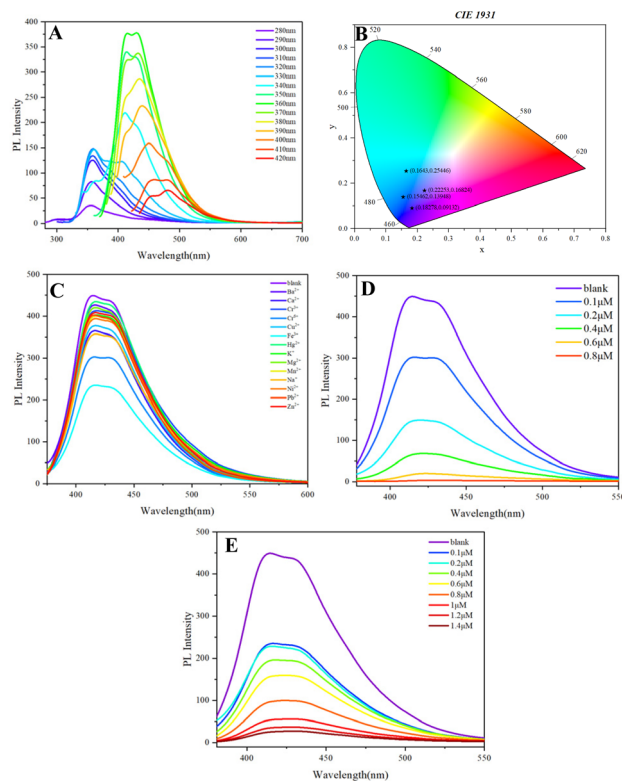 A
PL Intensity
400
350
300
250
200
150
100
50
0
300
400
500
600
700
Wavelength(nm)
280nm
290nm
300nm
310nm
320nm
330nm
340nm
350nm
360nm
370nm
380nm
390nm
400nm
410nm
420nm
CIE 1931
B
y
0.8
0.6
500
0.4
0.2
0.0
0.0
0.1
0.2
0.3
0.4
0.5
0.6
0.7
0.8
x
520
540
560
580
600
620
480
460
(0.1643,0.25446)
C
PL Intensity
500
400
300
200
100
0
400
450
500
550
600
Wavelength(nm)
blank
Ba²⁺
Ca²⁺
Cr³⁺
Cr⁶⁺
Cu²⁺
Fe³⁺
Hg²⁺
K⁺
Mg²⁺
Mn²⁺
Na⁺
Ni²⁺
Pb²⁺
Zn²⁺
D
PL Intensity
500
400
300
200
100
0
400
450
500
550
Wavelength(nm)
blank
0.1μM
0.2μM
0.4μM
0.6μM
0.8μM
E
PL Intensity
500
400
300
200
100
0
400
450
500
550
Wavelength(nm)
blank
0.1μM
0.2μM
0.4μM
0.6μM
0.8μM
1μM
1.2μM
1.4μM